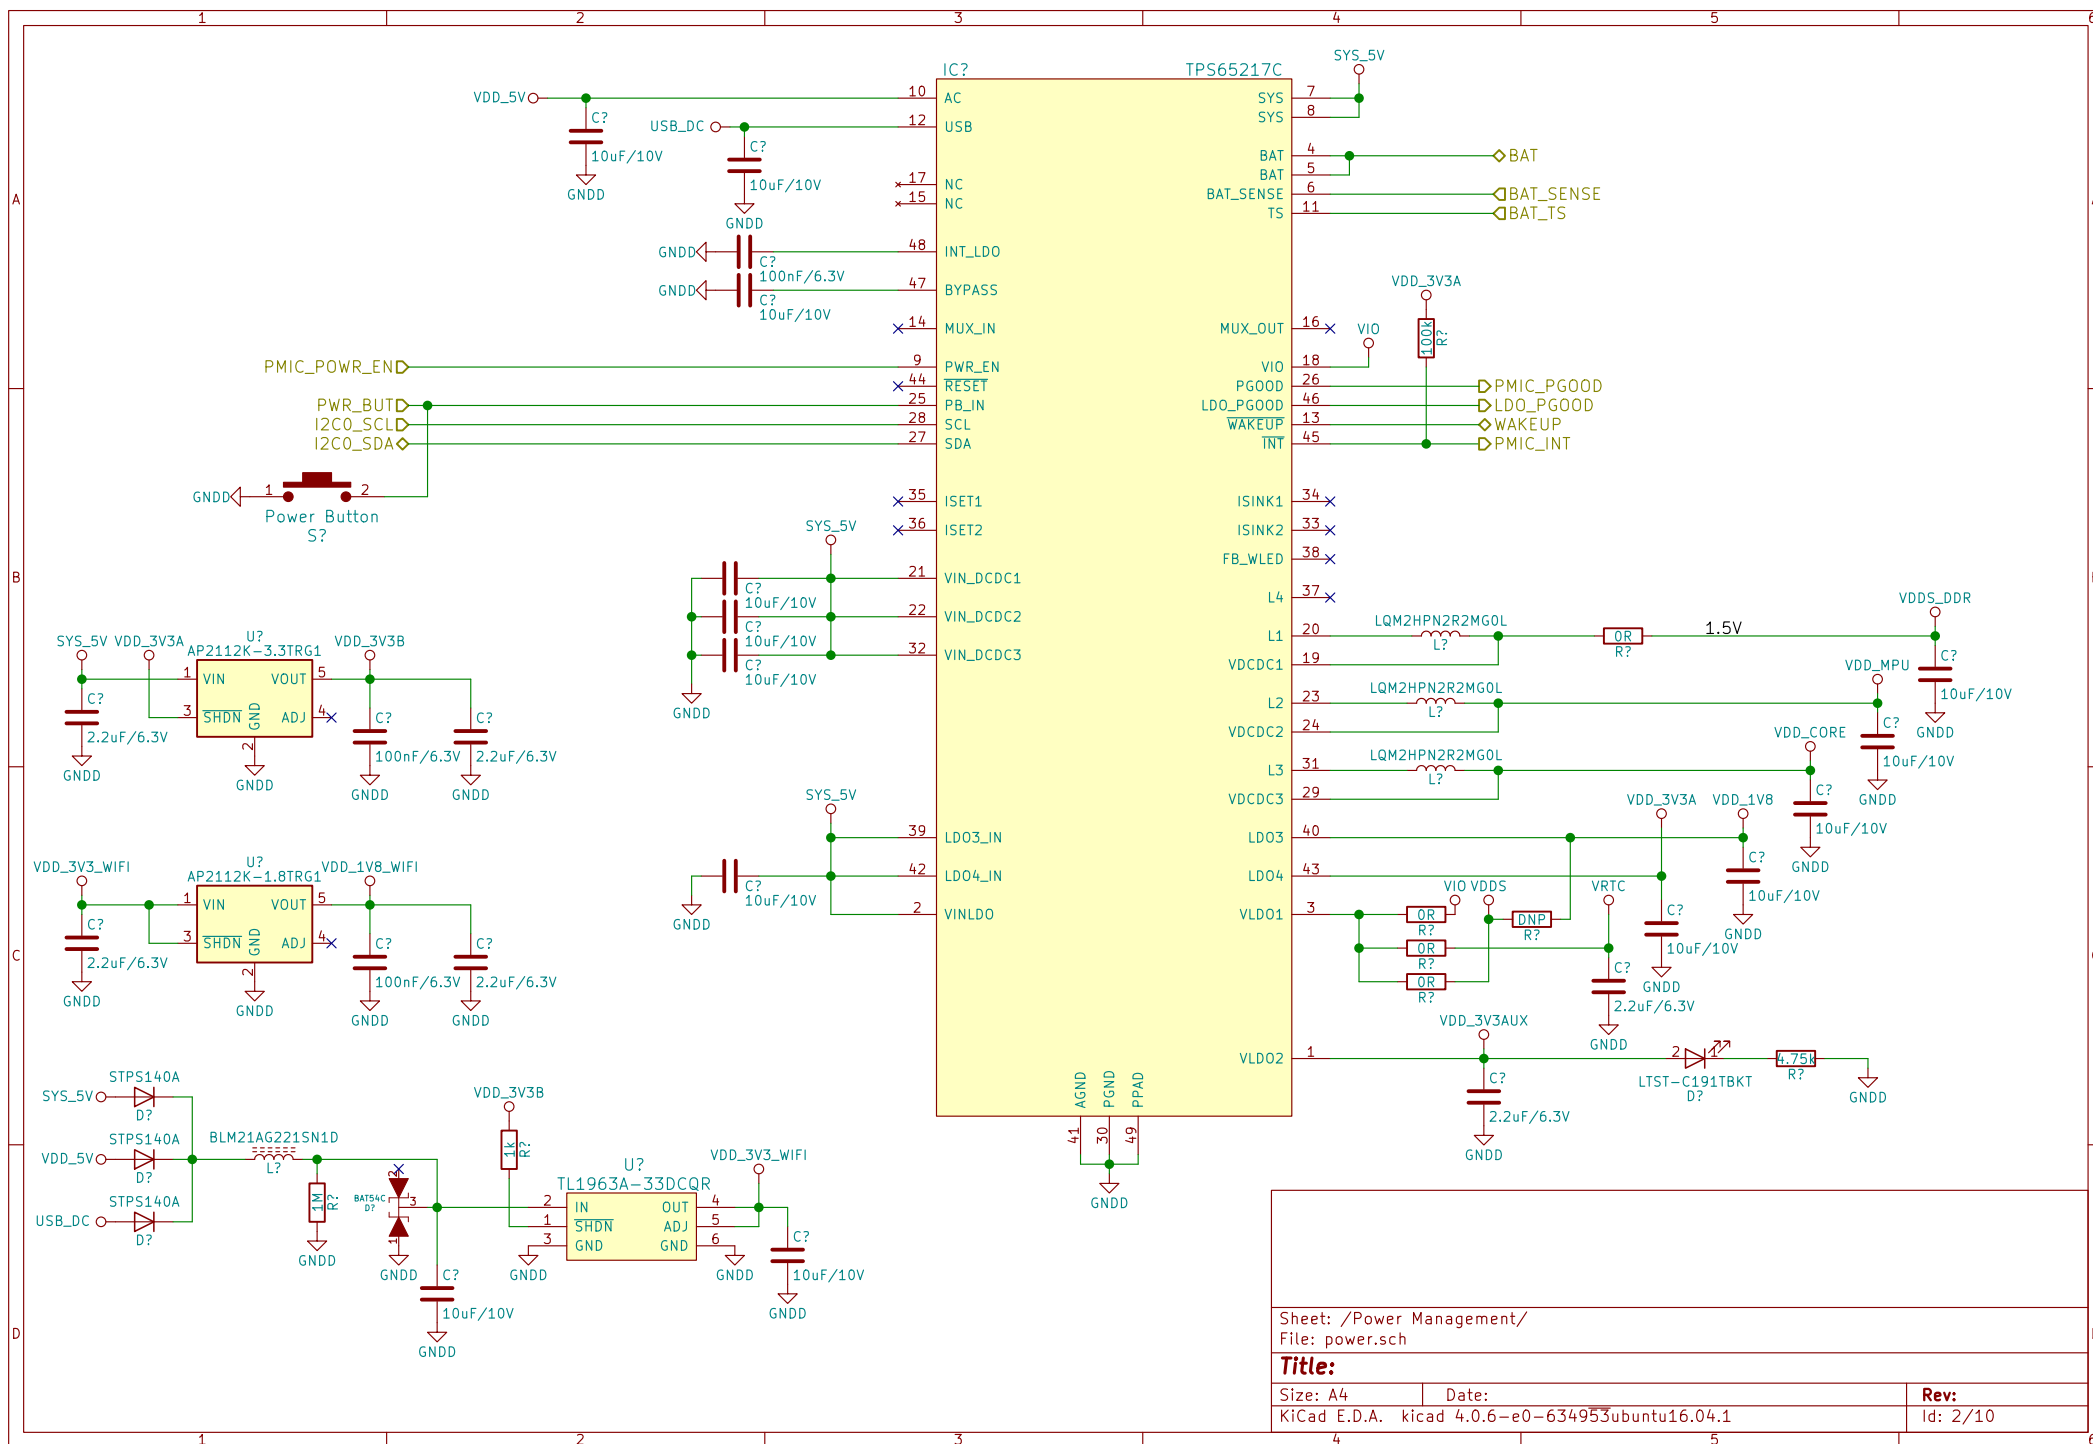 1 2 3 4 5 6
A
B
C
D
IC?
TPS65217C
VDD_5V
C?
10uF/10V
GNDD
USB_DC
C?
10uF/10V
GNDD
GNDD
C?
100nF/6.3V
GNDD
C?
10uF/10V
PMIC_POWR_EN
PWR_BUT
I2C0_SCL
I2C0_SDA
GNDD
1 2
Power Button
S?
10 AC
12 USB
17 NC
15 NC
48 INT_LDO
47 BYPASS
14 MUX_IN
9 PWR_EN
44 RESET
25 PB_IN
28 SCL
27 SDA
35 ISET1
36 ISET2
21 VIN_DCDC1
22 VIN_DCDC2
32 VIN_DCDC3
39 LDO3_IN
42 LDO4_IN
2 VINLDO
SYS_5V
C?
10uF/10V
C?
10uF/10V
C?
10uF/10V
GNDD
SYS_5V
C?
10uF/10V
GNDD
AGND PGND PPAD
41 30 49
GNDD
SYS 7
SYS 8
BAT 4
BAT 5
BAT_SENSE 6
TS 11
MUX_OUT 16
VIO 18
PGOOD 26
LDO_PGOOD 46
WAKEUP 13
INT 45
ISINK1 34
ISINK2 33
FB_WLED 38
L4 37
L1 20
VDCDC1 19
L2 23
VDCDC2 24
L3 31
VDCDC3 29
LDO3 40
LDO4 43
VLDO1 3
VLDO2 1
SYS_5V
BAT
BAT_SENSE
BAT_TS
VDD_3V3A
100k
R?
VIO
PMIC_PGOOD
LDO_PGOOD
WAKEUP
PMIC_INT
LQM2HPN2R2MG0L
L?
0R
R?
1.5V
VDDS_DDR
C?
10uF/10V
GNDD
LQM2HPN2R2MG0L
L?
VDD_MPU
C?
10uF/10V
GNDD
LQM2HPN2R2MG0L
L?
VDD_CORE
C?
10uF/10V
GNDD
VDD_3V3A
VDD_1V8
C?
10uF/10V
GNDD
C?
10uF/10V
GNDD
VIO VDDS VRTC
0R
R?
DNP
R?
0R
R?
0R
R?
C?
2.2uF/6.3V
GNDD
VDD_3V3AUX
C?
2.2uF/6.3V
GNDD
2 1
LTST-C191TBKT
D?
4.75k
R?
GNDD
SYS_5V VDD_3V3A
U?
AP2112K-3.3TRG1
VDD_3V3B
1 VIN VOUT 5
3 SHDN GND ADJ 4
2
GNDD
C?
2.2uF/6.3V
GNDD
C?
100nF/6.3V
GNDD
C?
2.2uF/6.3V
GNDD
VDD_3V3_WIFI
U?
AP2112K-1.8TRG1
VDD_1V8_WIFI
1 VIN VOUT 5
3 SHDN GND ADJ 4
2
GNDD
C?
2.2uF/6.3V
GNDD
C?
100nF/6.3V
GNDD
C?
2.2uF/6.3V
GNDD
STPS140A
SYS_5V
D?
STPS140A
VDD_5V
D?
STPS140A
USB_DC
D?
BLM21AG221SN1D
L?
1M
R?
GNDD
BAT54C
D?
2
3
1
GNDD
C?
10uF/10V
GNDD
VDD_3V3B
1k
R?
U?
TL1963A-33DCQR
2 IN OUT 4
1 SHDN ADJ 5
3 GND GND 6
GNDD
GNDD
VDD_3V3_WIFI
C?
10uF/10V
GNDD
Sheet: /Power Management/
File: power.sch
Title:
Size: A4 Date: Rev:
KiCad E.D.A. kicad 4.0.6-e0-634953ubuntu16.04.1 Id: 2/10
1 2 3 4 5 6